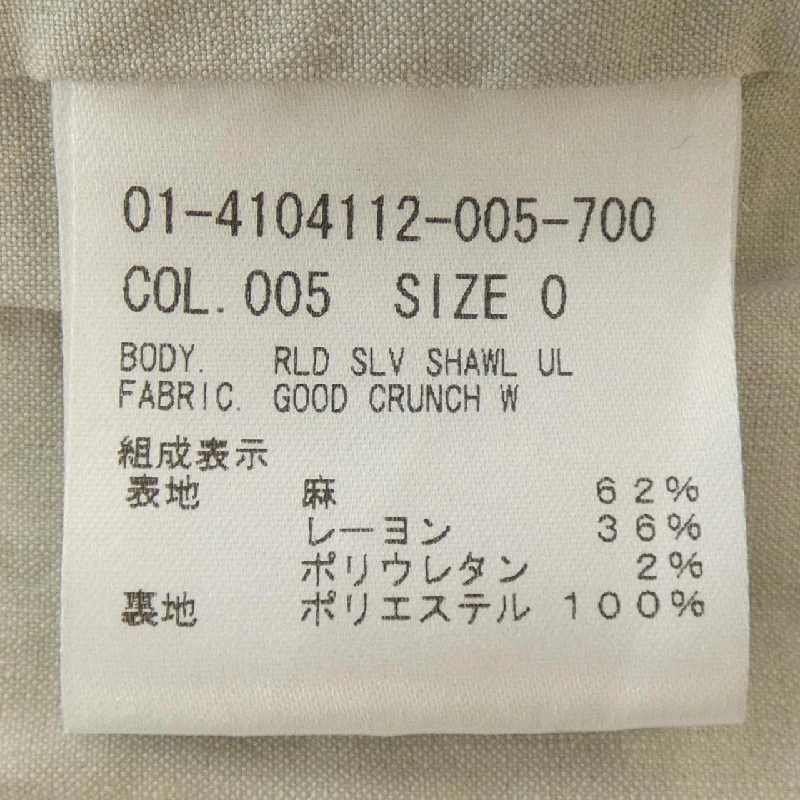 01-4104112-005-700
COL.005 SIZE 0
BODY. RLD SLV SHAWL UL
FABRIC. GOOD CRUNCH W
組成表示
表地 麻 62%
レーヨン 36%
ポリウレタン 2%
裏地 ポリエステル 100%